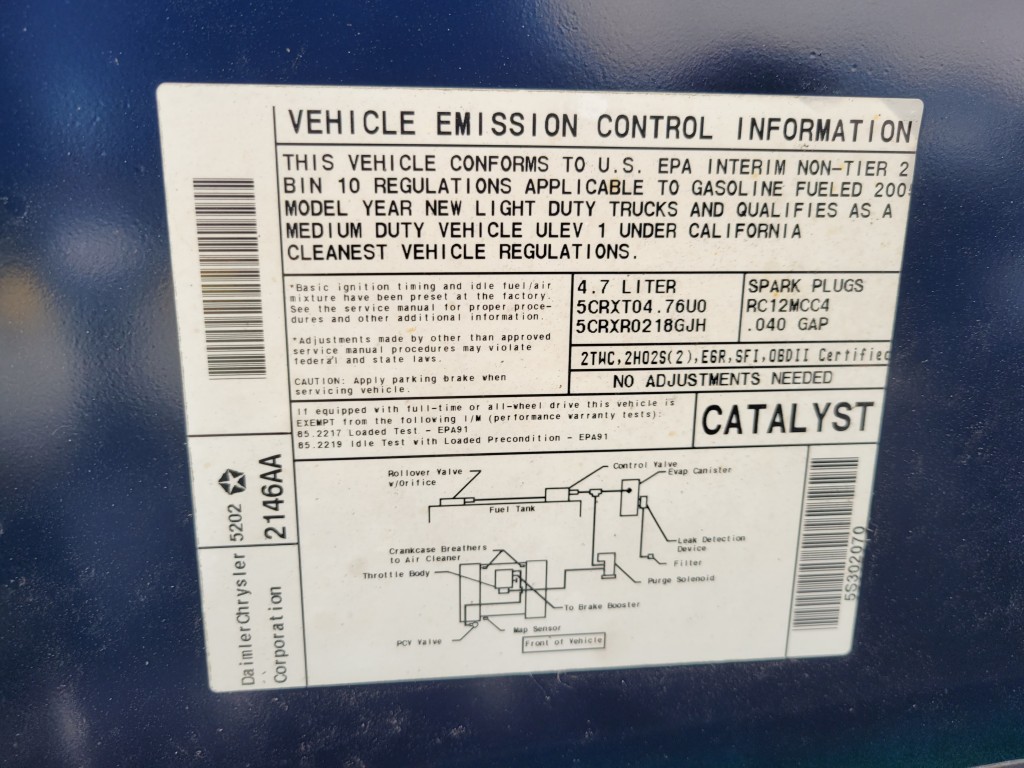 VEHICLE EMISSION CONTROL INFORMATION
THIS VEHICLE CONFORMS TO U.S. EPA INTERIM NON-TIER 2
BIN 10 REGULATIONS APPLICABLE TO GASOLINE FUELED 200
MODEL YEAR NEW LIGHT DUTY TRUCKS AND QUALIFIES AS A
MEDIUM DUTY VEHICLE ULEV 1 UNDER CALIFORNIA
CLEANEST VEHICLE REGULATIONS.
*Basic ignition timing and idle fuel/air
mixture have been preset at the factory.
See the service manual for proper proce-
dures and other additional information.
*Adjustments made by other than approved
service manual procedures may violate
federal and state laws.
CAUTION: Apply parking brake when
servicing vehicle.
4.7 LITER
5CRXT04.76U0
5CRXR0218GJH
SPARK PLUGS
RC12MCC4
.040 GAP
2TWC,2HO2S(2),EGR,SFI,OBDII Certified
NO ADJUSTMENTS NEEDED
If equipped with full-time or all-wheel drive this vehicle is
EXEMPT from the following I/M (performance warranty tests):
85.2217 Loaded Test - EPA91
85.2219 Idle Test with Loaded Precondition - EPA91
CATALYST
Rollover Valve
w/Orifice
Control Valve
Evap Canister
Fuel Tank
Leak Detection
Device
Filter
Crankcase Breathers
to Air Cleaner
Throttle Body
Purge Solenoid
To Brake Booster
Map Sensor
PCV Valve
Front of Vehicle
DaimlerChrysler 5202
Corporation 2146AA
5S302070